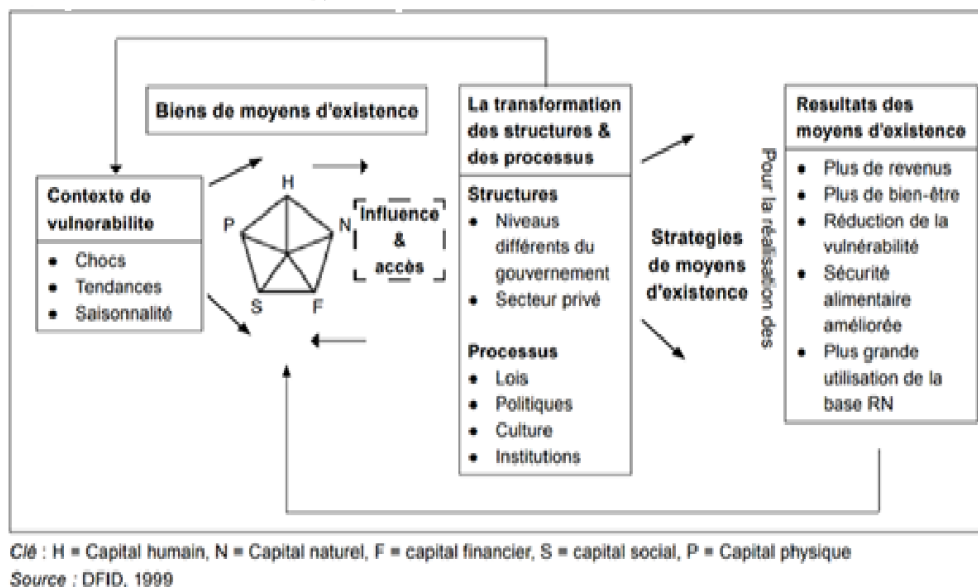 Biens de moyens d'existence
Contexte de
vulnerabilite
● Chocs
● Tendances
● Saisonnalité
H
P
N
S
F
Influence
&
accès
La transformation
des structures &
des processus
Structures
● Niveaux
différents du
gouvernement
● Secteur privé
Processus
● Lois
● Politiques
● Culture
● Institutions
Strategies
de moyens
d'existence
Pour la réalisation des
Resultats des
moyens d'existence
● Plus de revenus
● Plus de bien-être
● Réduction de la
vulnérabilité
● Sécurité
alimentaire
améliorée
● Plus grande
utilisation de la
base RN
Clé : H = Capital humain, N = Capital naturel, F = capital financier, S = capital social, P = Capital physique
Source : DFID, 1999